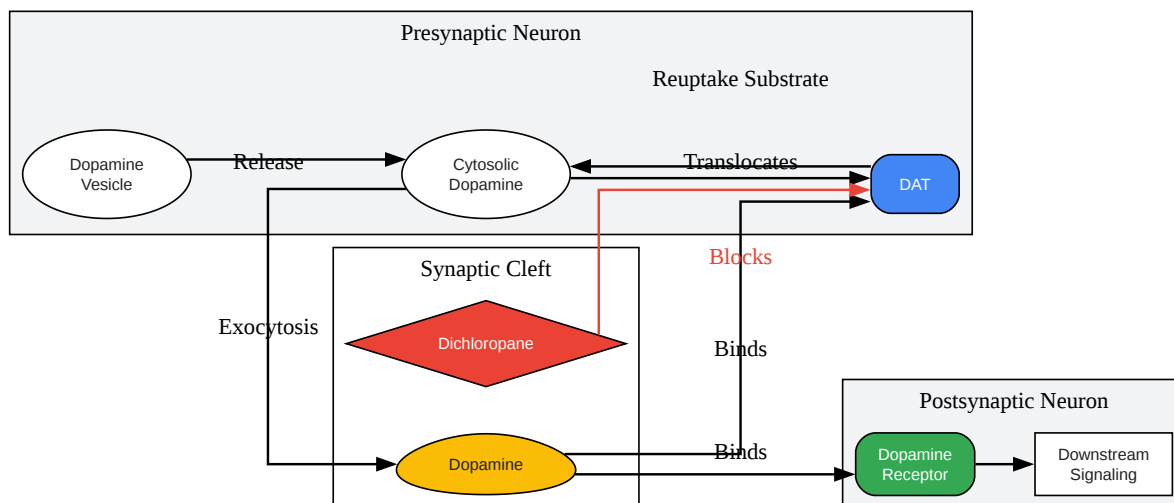 Presynaptic Neuron
Reuptake Substrate
Dopamine
Vesicle
Release
Cytosolic
Dopamine
Translocates
DAT
Blocks
Synaptic Cleft
Exocytosis
Dichloropane
Binds
Postsynaptic Neuron
Dopamine
Binds
Dopamine
Receptor
Downstream
Signaling